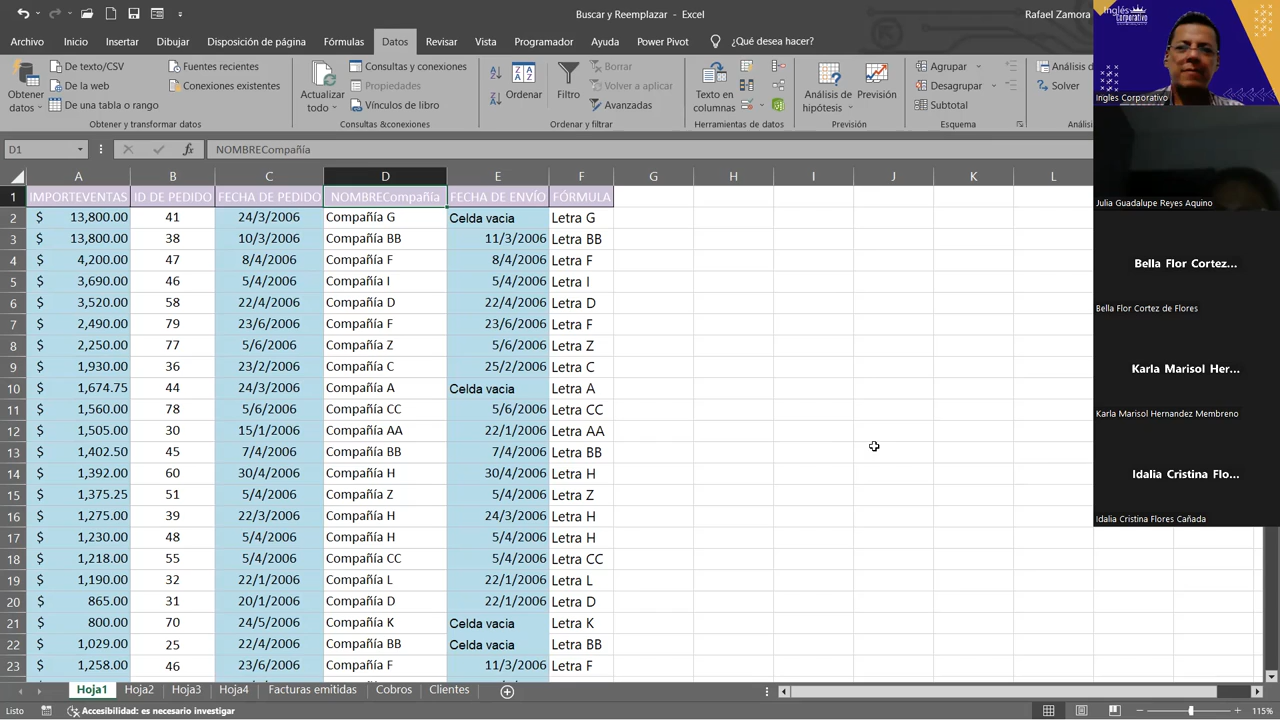 Buscar y Reemplazar - Excel
Rafael Zamora
Inglés
Corporativo
Archivo Inicio Insertar Dibujar Disposición de página Fórmulas Datos Revisar Vista Programador Ayuda Power Pivot ¿Qué desea hacer?
Obtener datos
De texto/CSV
De la web
De una tabla o rango
Fuentes recientes
Conexiones existentes
Obtener y transformar datos
Actualizar todo
Consultas y conexiones
Propiedades
Vínculos de libro
Consultas &conexiones
Ordenar
Filtro
Borrar
Volver a aplicar
Avanzadas
Ordenar y filtrar
Texto en columnas
Herramientas de datos
Análisis de hipótesis
Previsión
Previsión
Agrupar
Desagrupar
Subtotal
Esquema
Análisis d
Solver
Análisis
Ingles Corporativo
D1 fx NOMBRECompañía
A B C D E F G H I J K L
1 IMPORTEVENTAS ID DE PEDIDO FECHA DE PEDIDO NOMBRECompañía FECHA DE ENVÍO FÓRMULA
2 $ 13,800.00 41 24/3/2006 Compañía G Celda vacia Letra G
3 $ 13,800.00 38 10/3/2006 Compañía BB 11/3/2006 Letra BB
4 $ 4,200.00 47 8/4/2006 Compañía F 8/4/2006 Letra F
5 $ 3,690.00 46 5/4/2006 Compañía I 5/4/2006 Letra I
6 $ 3,520.00 58 22/4/2006 Compañía D 22/4/2006 Letra D
7 $ 2,490.00 79 23/6/2006 Compañía F 23/6/2006 Letra F
8 $ 2,250.00 77 5/6/2006 Compañía Z 5/6/2006 Letra Z
9 $ 1,930.00 36 23/2/2006 Compañía C 25/2/2006 Letra C
10 $ 1,674.75 44 24/3/2006 Compañía A Celda vacia Letra A
11 $ 1,560.00 78 5/6/2006 Compañía CC 5/6/2006 Letra CC
12 $ 1,505.00 30 15/1/2006 Compañía AA 22/1/2006 Letra AA
13 $ 1,402.50 45 7/4/2006 Compañía BB 7/4/2006 Letra BB
14 $ 1,392.00 60 30/4/2006 Compañía H 30/4/2006 Letra H
15 $ 1,375.25 51 5/4/2006 Compañía Z 5/4/2006 Letra Z
16 $ 1,275.00 39 22/3/2006 Compañía H 24/3/2006 Letra H
17 $ 1,230.00 48 5/4/2006 Compañía H 5/4/2006 Letra H
18 $ 1,218.00 55 5/4/2006 Compañía CC 5/4/2006 Letra CC
19 $ 1,190.00 32 22/1/2006 Compañía L 22/1/2006 Letra L
20 $ 865.00 31 20/1/2006 Compañía D 22/1/2006 Letra D
21 $ 800.00 70 24/5/2006 Compañía K Celda vacia Letra K
22 $ 1,029.00 25 22/4/2006 Compañía BB Celda vacia Letra BB
23 $ 1,258.00 46 23/6/2006 Compañía F 11/3/2006 Letra F
Julia Guadalupe Reyes Aquino
Bella Flor Cortez...
Bella Flor Cortez de Flores
Karla Marisol Her...
Karla Marisol Hernandez Membreno
Idalia Cristina Flo...
Idalia Cristina Flores Cañada
Hoja1 Hoja2 Hoja3 Hoja4 Facturas emitidas Cobros Clientes
Listo Accesibilidad: es necesario investigar 115%